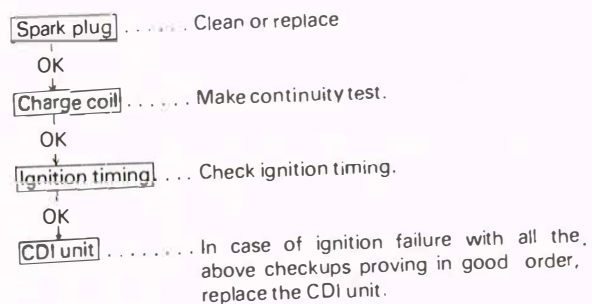 Spark plug ...... Clean or replace
OK
Charge coil ...... Make continuity test.
OK
Ignition timing .... Check ignition timing.
OK
CDI unit ......... In case of ignition failure with all the
above checkups proving in good order,
replace the CDI unit.